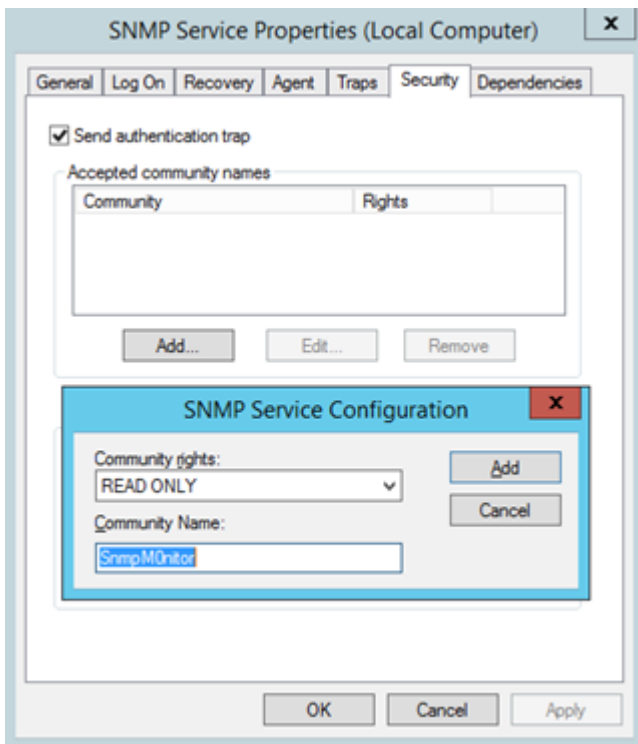 SNMP Service Properties (Local Computer) x
General Log On Recovery Agent Traps Security Dependencies
Send authentication trap
Accepted community names
Community Rights
Add... Edit... Remove
SNMP Service Configuration x
Community rights:
READ ONLY
Add
Community Name:
Cancel
SnmpM0nitor
OK Cancel Apply